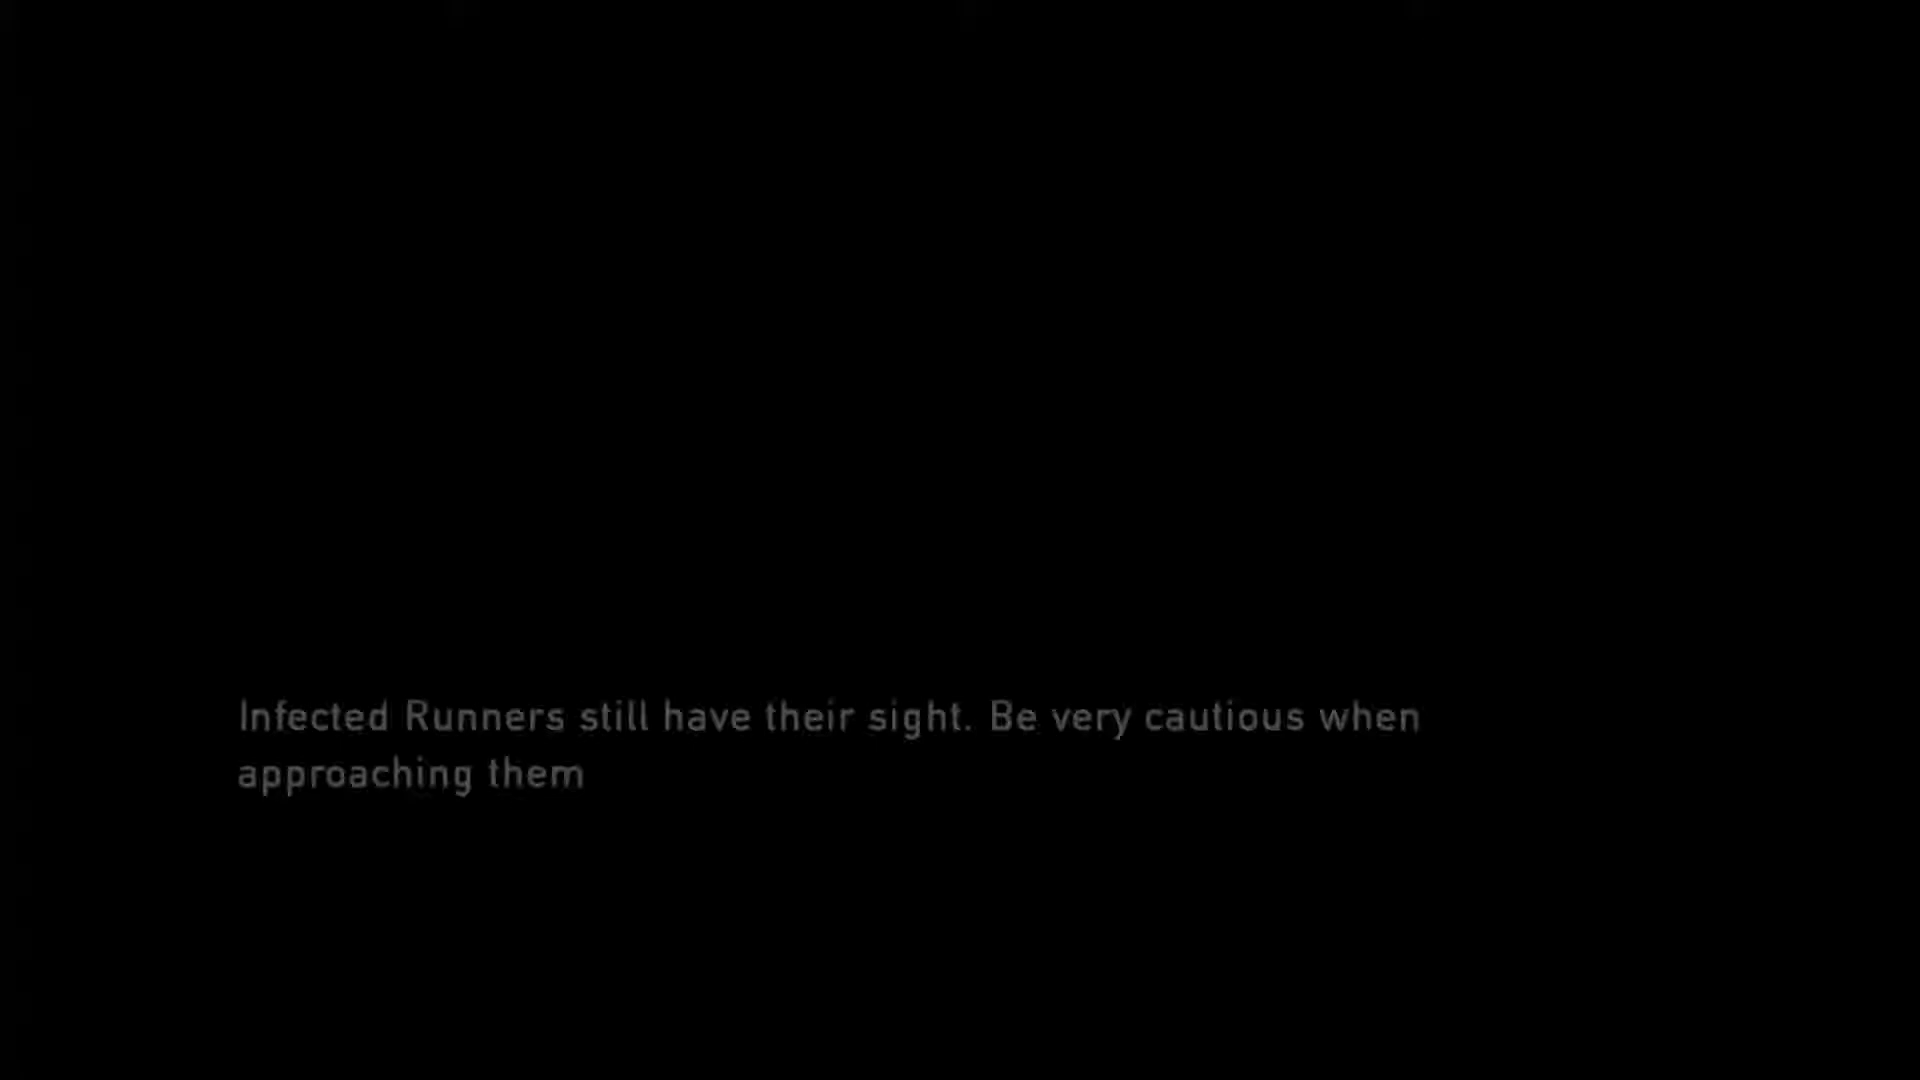 Infected Runners still have their sight. Be very cautious when
approaching them